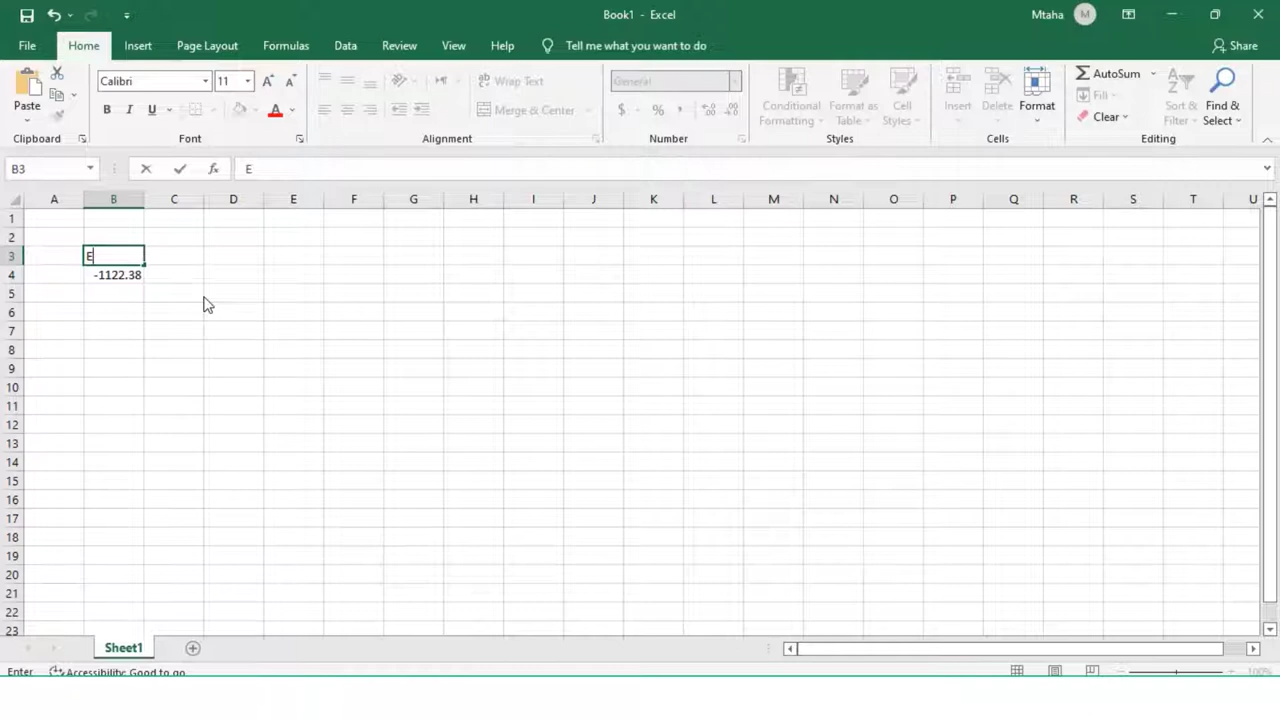 Book1 - Excel
Mtaha M
File Home Insert Page Layout Formulas Data Review View Help Tell me what you want to do Share
Paste
Clipboard
Calibri 11
B I U A
Font
Wrap Text
Merge & Center
Alignment
General
$ % ,
Number
Conditional Formatting
Format as Table
Cell Styles
Styles
Insert Delete Format
Cells
AutoSum
Fill
Clear
Sort & Filter
Find & Select
Editing
B3 fx E
A B C D E F G H I J K L M N O P Q R S T U
1
2
3 E
4 -1122.38
5
6
7
8
9
10
11
12
13
14
15
16
17
18
19
20
21
22
23
Sheet1
Enter Accessibility: Good to go 100%